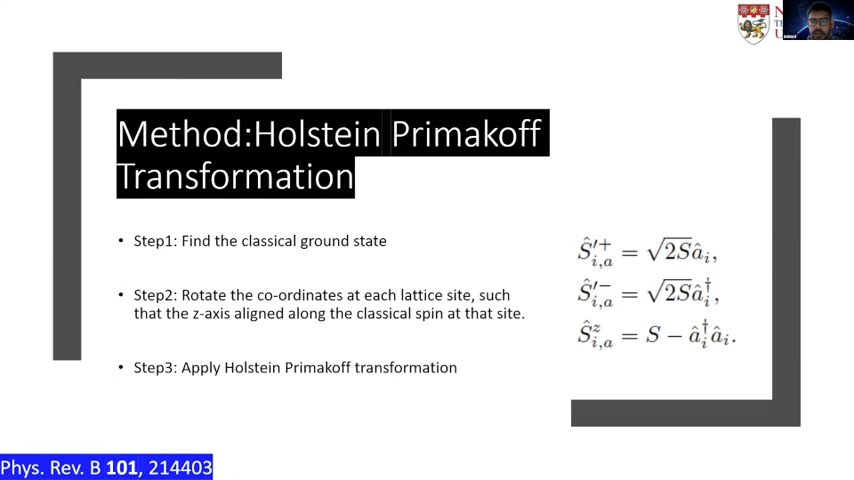 Method:Holstein Primakoff
Transformation
• Step1: Find the classical ground state
• Step2: Rotate the co-ordinates at each lattice site, such
that the z-axis aligned along the classical spin at that site.
• Step3: Apply Holstein Primakoff transformation
Ŝ′⁺ᵢ,ₐ = √2S âᵢ,
Ŝ′⁻ᵢ,ₐ = √2S â†ᵢ,
Ŝᶻᵢ,ₐ = S − â†ᵢâᵢ.
Phys. Rev. B 101, 214403